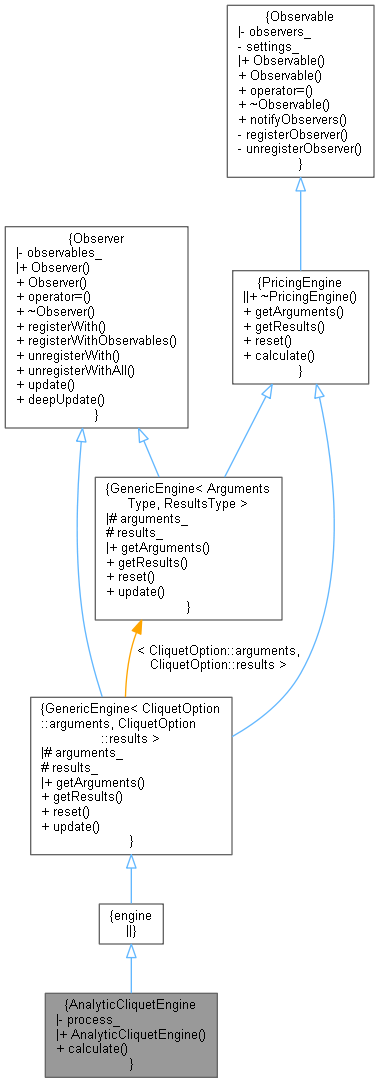 {Observable
|- observers_
- settings_
|+ Observable()
+ Observable()
+ operator=()
+ ~Observable()
+ notifyObservers()
- registerObserver()
- unregisterObserver()
}
{Observer
|- observables_
|+ Observer()
+ Observer()
+ operator=()
+ ~Observer()
+ registerWith()
+ registerWithObservables()
+ unregisterWith()
+ unregisterWithAll()
+ update()
+ deepUpdate()
}
{PricingEngine
||+ ~PricingEngine()
+ getArguments()
+ getResults()
+ reset()
+ calculate()
}
{GenericEngine< Arguments
Type, ResultsType >
|# arguments_
# results_
|+ getArguments()
+ getResults()
+ reset()
+ update()
}
< CliquetOption::arguments,
CliquetOption::results >
{GenericEngine< CliquetOption
::arguments, CliquetOption
::results >
|# arguments_
# results_
|+ getArguments()
+ getResults()
+ reset()
+ update()
}
{engine
||}
{AnalyticCliquetEngine
|- process_
|+ AnalyticCliquetEngine()
+ calculate()
}